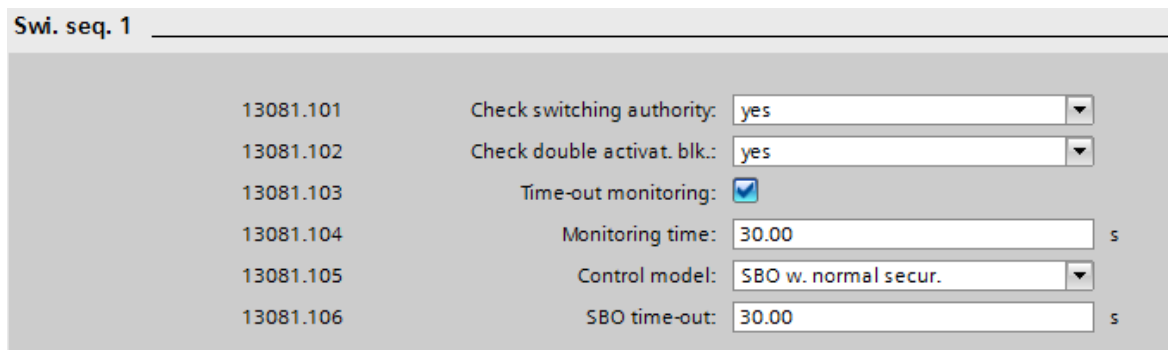 Swi. seq. 1
13081.101 Check switching authority: yes
13081.102 Check double activat. blk.: yes
13081.103 Time-out monitoring:
13081.104 Monitoring time: 30.00 s
13081.105 Control model: SBO w. normal secur.
13081.106 SBO time-out: 30.00 s